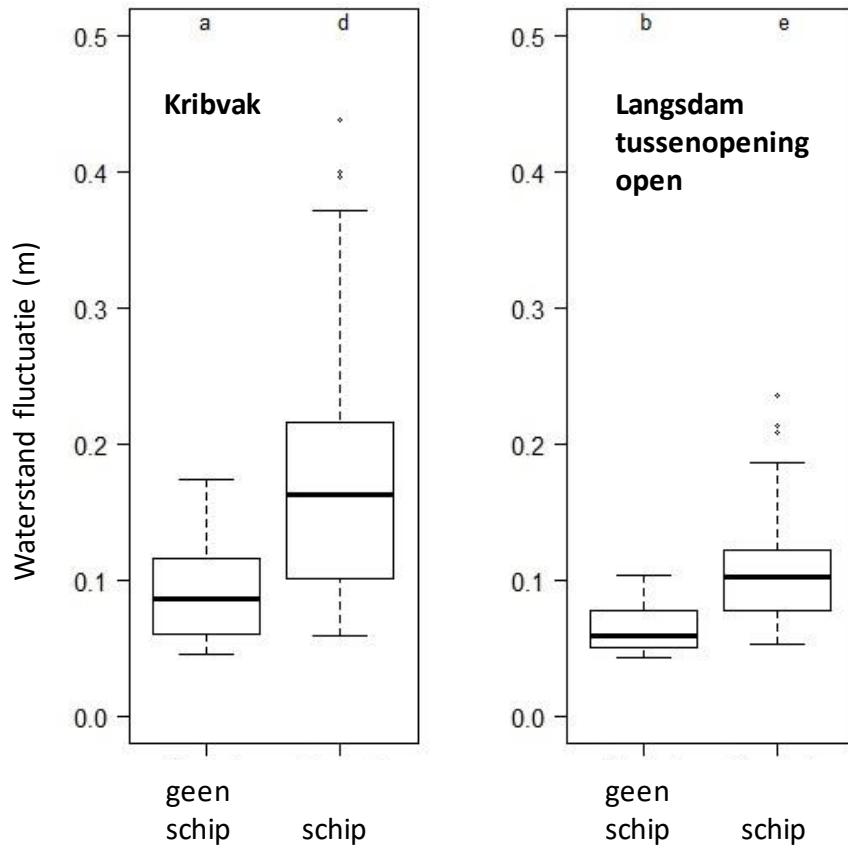 Waterstand fluctuatie (m)
a d
Kribvak
0.5
0.4
0.3
0.2
0.1
0.0
geen
schip schip
b e
Langsdam
tussenopening
open
0.5
0.4
0.3
0.2
0.1
0.0
geen
schip schip